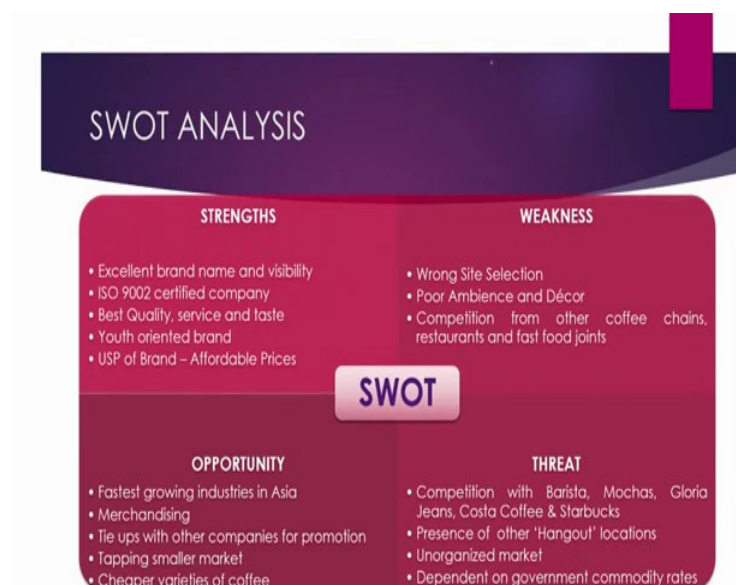 SWOT ANALYSIS
STRENGTHS
• Excellent brand name and visibility
• ISO 9002 certified company
• Best Quality, service and taste
• Youth oriented brand
• USP of Brand – Affordable Prices
WEAKNESS
• Wrong Site Selection
• Poor Ambience and Décor
• Competition from other coffee chains,
restaurants and fast food joints
SWOT
OPPORTUNITY
• Fastest growing industries in Asia
• Merchandising
• Tie ups with other companies for promotion
• Tapping smaller market
• Cheaper varieties of coffee
THREAT
• Competition with Barista, Mochas, Gloria
Jeans, Costa Coffee & Starbucks
• Presence of other 'Hangout' locations
• Unorganized market
• Dependent on government commodity rates